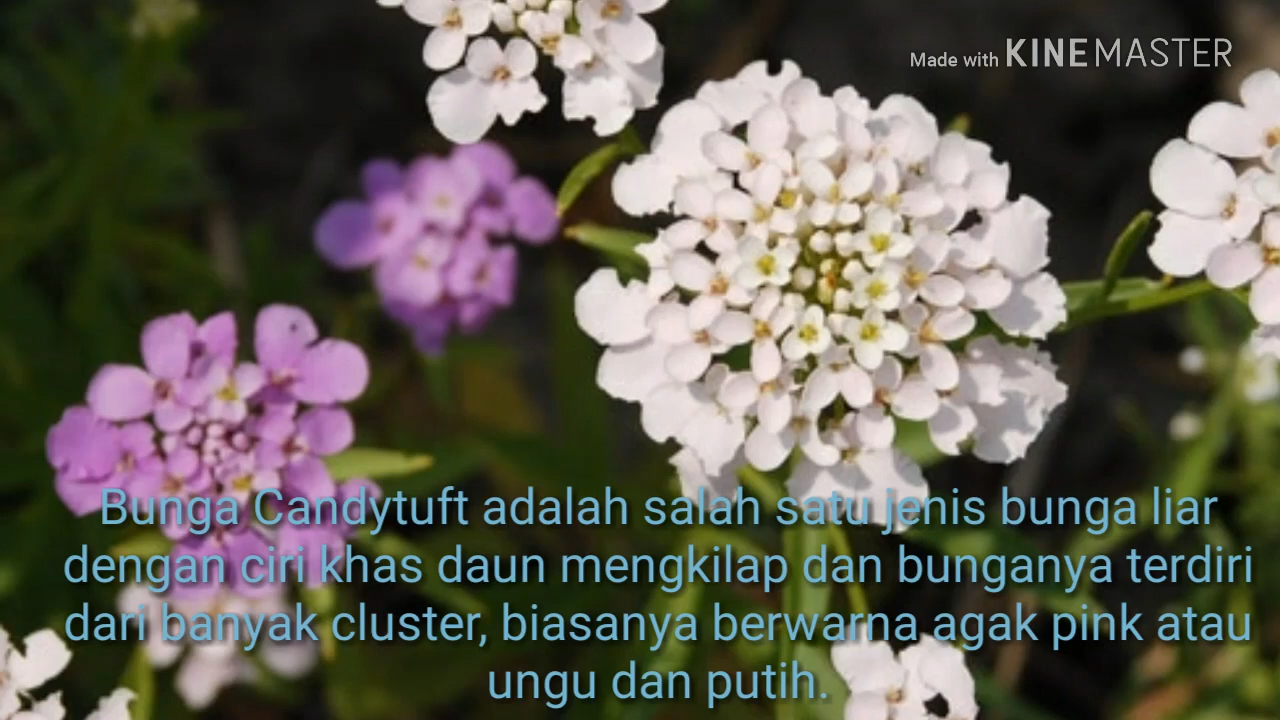 Made with KINEMASTER
Bunga Candytuft adalah salah satu jenis bunga liar
dengan ciri khas daun mengkilap dan bunganya terdiri
dari banyak cluster, biasanya berwarna agak pink atau
ungu dan putih.